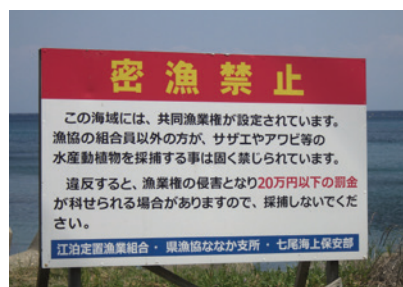 密漁禁止
この海域には、共同漁業権が設定されています。
漁協の組合員以外の方が、サザエやアワビ等の
水産動植物を採捕する事は固く禁じられています。
違反すると、漁業権の侵害となり20万円以下の罰金
が科せられる場合がありますので、採捕しないでくだ
さい。
江泊定置漁業組合・県漁協ななか支所・七尾海上保安部